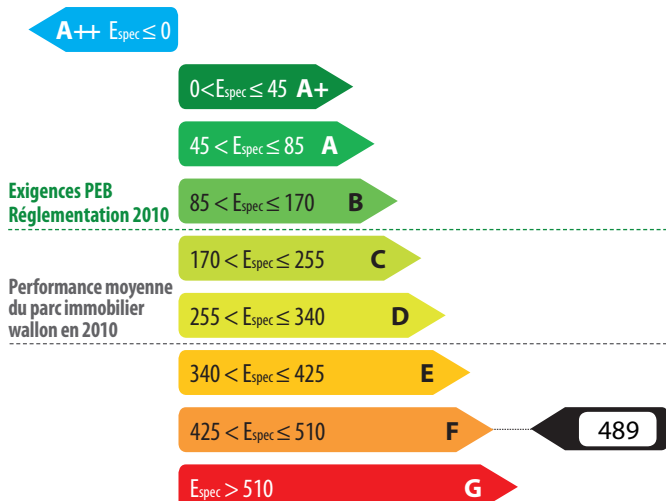 A++ Espec ≤ 0
0<Espec ≤ 45 A+
45 < Espec ≤ 85 A
Exigences PEB
Réglementation 2010
85 < Espec ≤ 170 B
170 < Espec ≤ 255 C
Performance moyenne
du parc immobilier
wallon en 2010
255 < Espec ≤ 340 D
340 < Espec ≤ 425 E
425 < Espec ≤ 510 F
489
Espec > 510 G